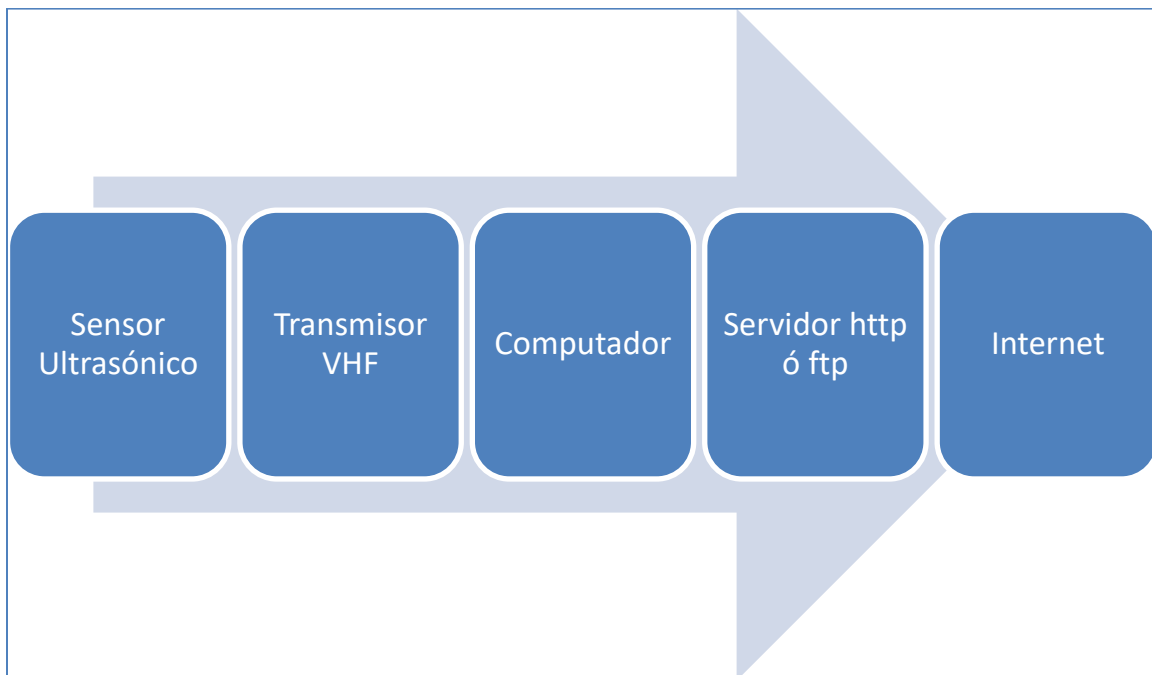 Sensor
Ultrasónico
Transmisor
VHF
Computador
Servidor http
ó ftp
Internet